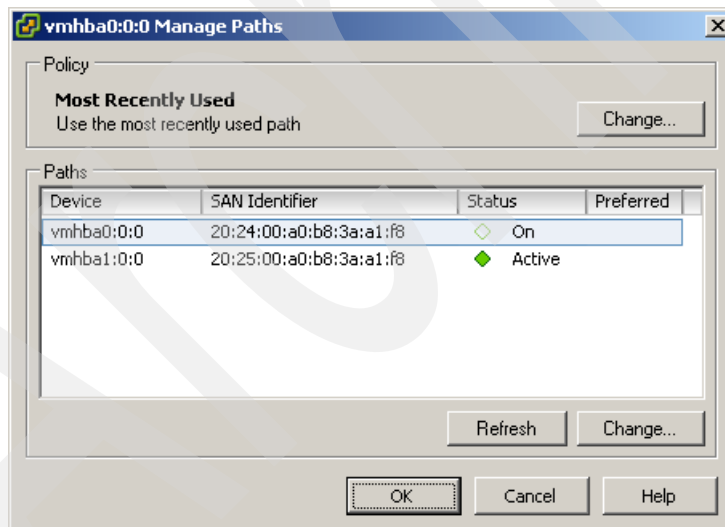 vmhba0:0:0 Manage Paths
Policy
Most Recently Used
Use the most recently used path
Change...
Paths
Device SAN Identifier Status Preferred
vmhba0:0:0 20:24:00:a0:b8:3a:a1:f8 On
vmhba1:0:0 20:25:00:a0:b8:3a:a1:f8 Active
Refresh Change...
OK Cancel Help